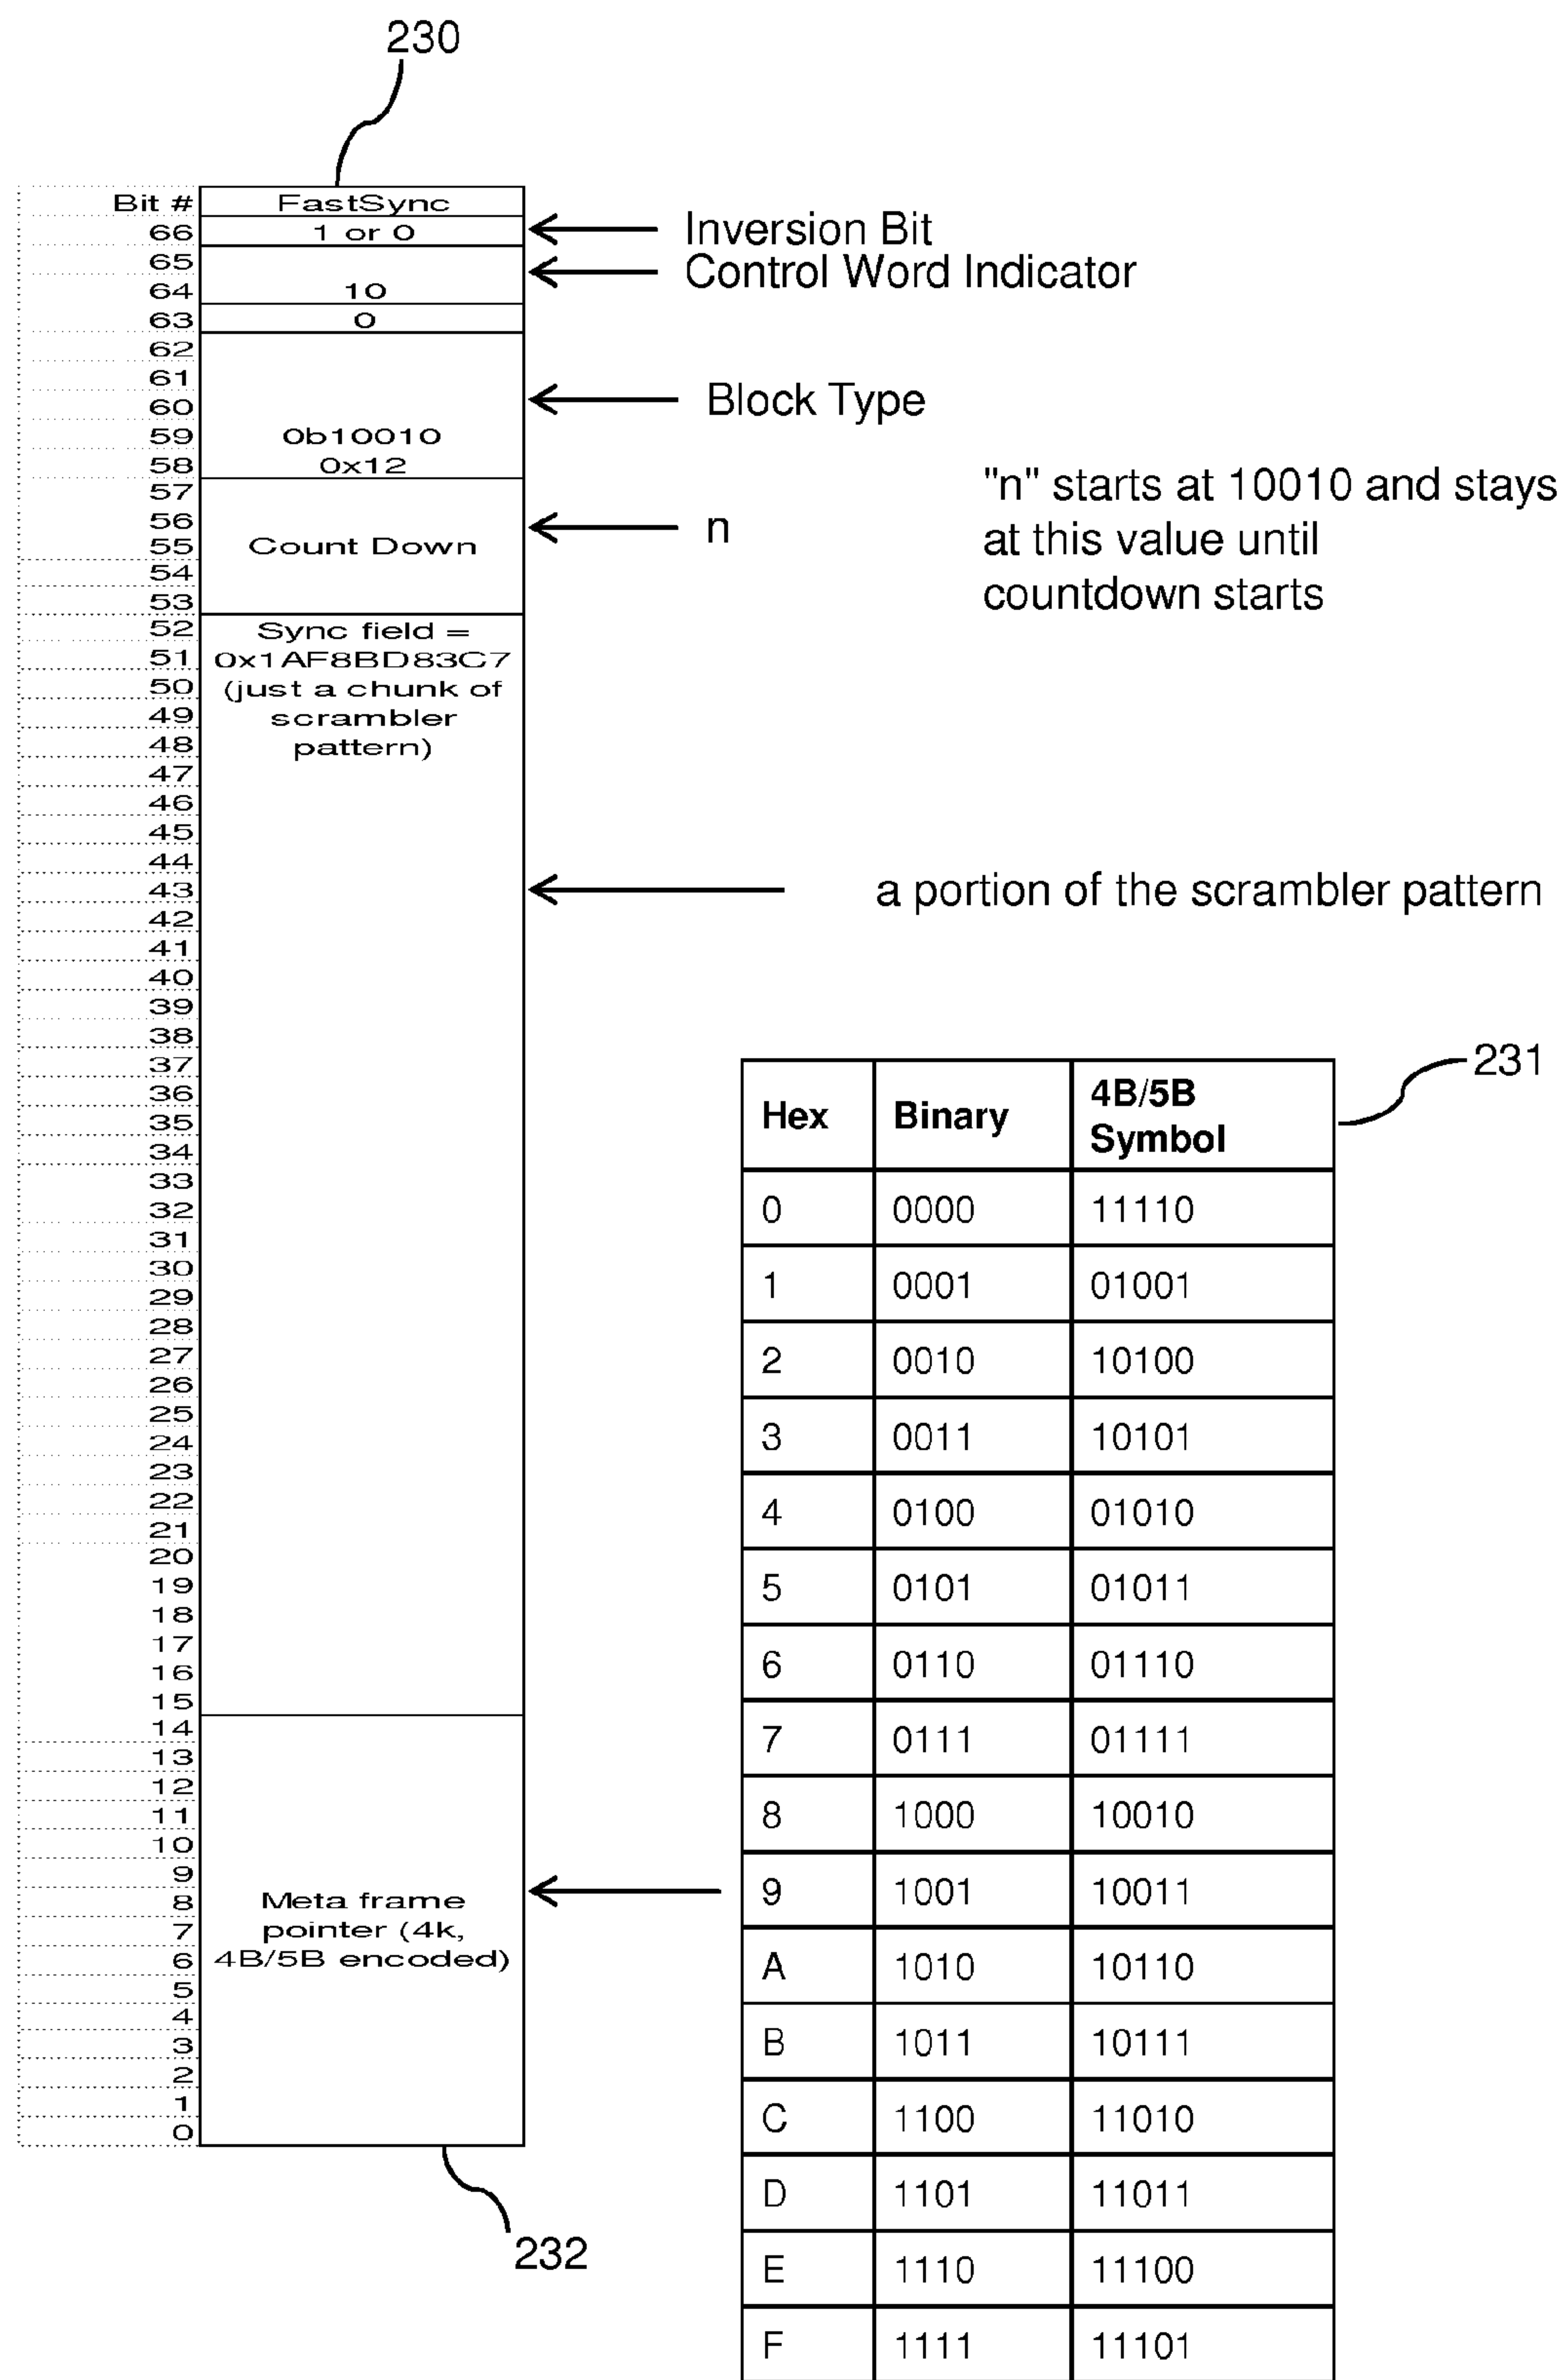 230
Bit # FastSync
66 1 or 0 Inversion Bit
65 Control Word Indicator
64 10
63 0
62
61
60 Block Type
59 0b10010
58 0x12
57
56 n
55 Count Down
54
53
"n" starts at 10010 and stays
at this value until
countdown starts
52 Sync field =
51 0x1AF8BD83C7
50 (just a chunk of
49 scrambler
48 pattern)
47
46
45
44
43 a portion of the scrambler pattern
42
41
40
39
38
37
36
35
34
33
32
31
30
29
28
27
26
25
24
23
22
21
20
19
18
17
16
15
14
13
12
11
10
9
8 Meta frame
7 pointer (4k,
6 4B/5B encoded)
5
4
3
2
1
0
232
231
Hex Binary 4B/5B
Symbol
0 0000 11110
1 0001 01001
2 0010 10100
3 0011 10101
4 0100 01010
5 0101 01011
6 0110 01110
7 0111 01111
8 1000 10010
9 1001 10011
A 1010 10110
B 1011 10111
C 1100 11010
D 1101 11011
E 1110 11100
F 1111 11101